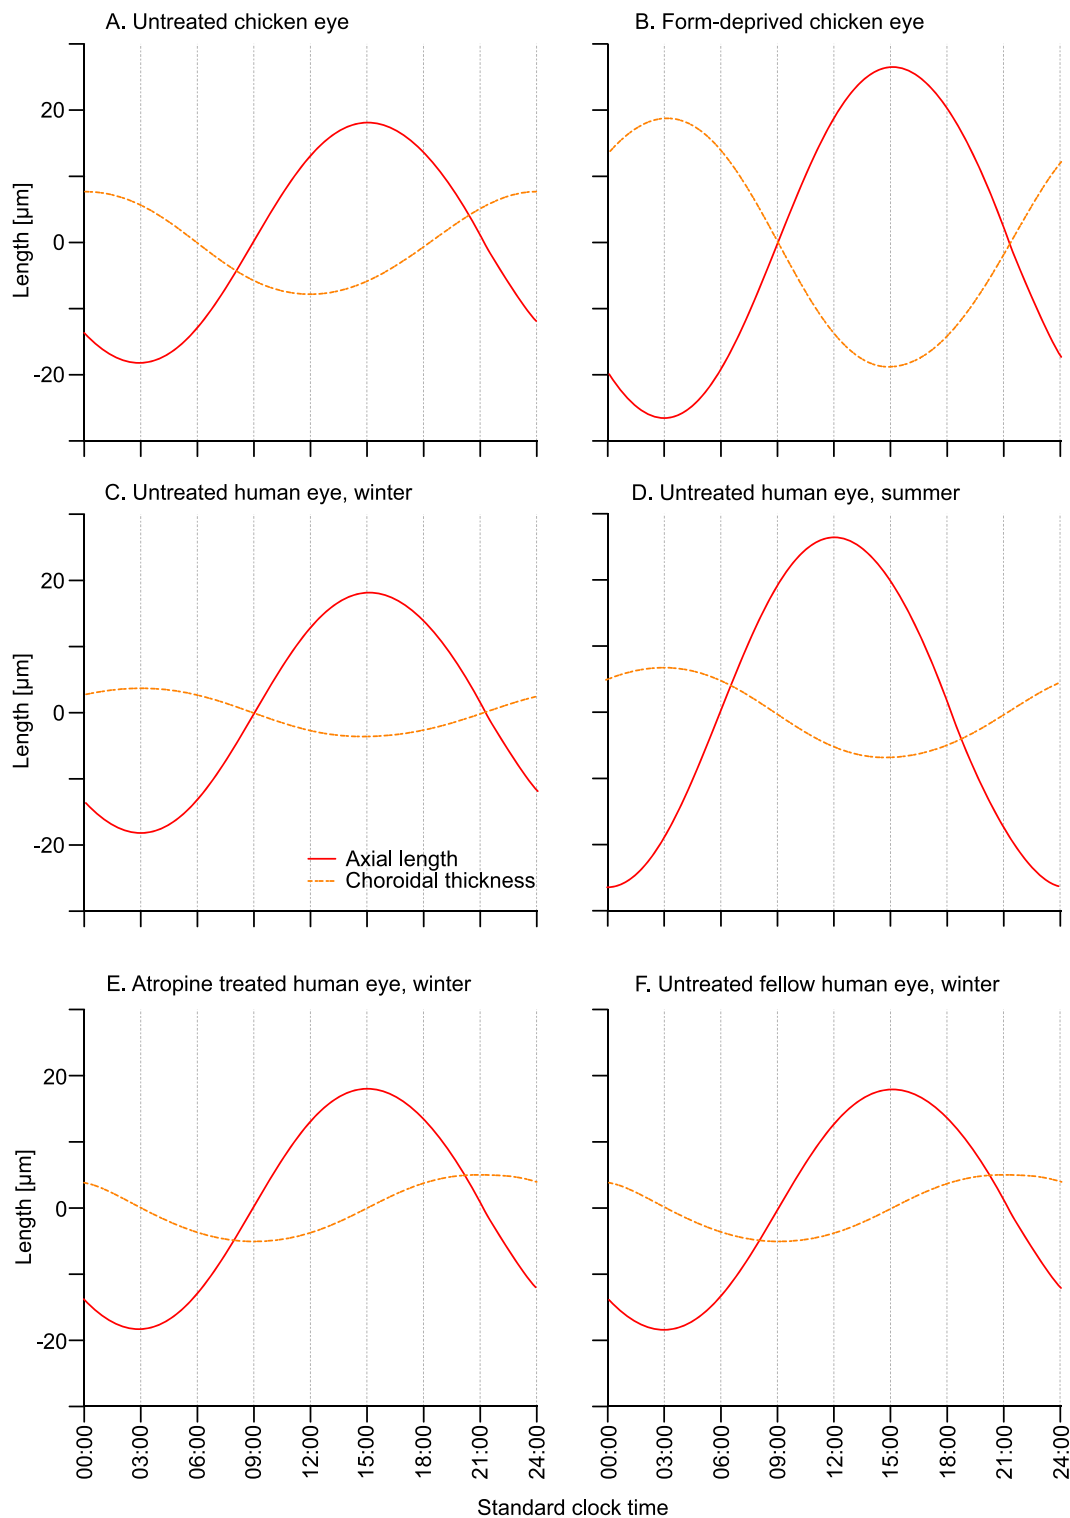 A. Untreated chicken eye
B. Form-deprived chicken eye
20
0
-20
Length [µm]
C. Untreated human eye, winter
D. Untreated human eye, summer
20
0
-20
Length [µm]
Axial length
Choroidal thickness
E. Atropine treated human eye, winter
F. Untreated fellow human eye, winter
20
0
-20
Length [µm]
00:00 03:00 06:00 09:00 12:00 15:00 18:00 21:00 24:00
00:00 03:00 06:00 09:00 12:00 15:00 18:00 21:00 24:00
Standard clock time